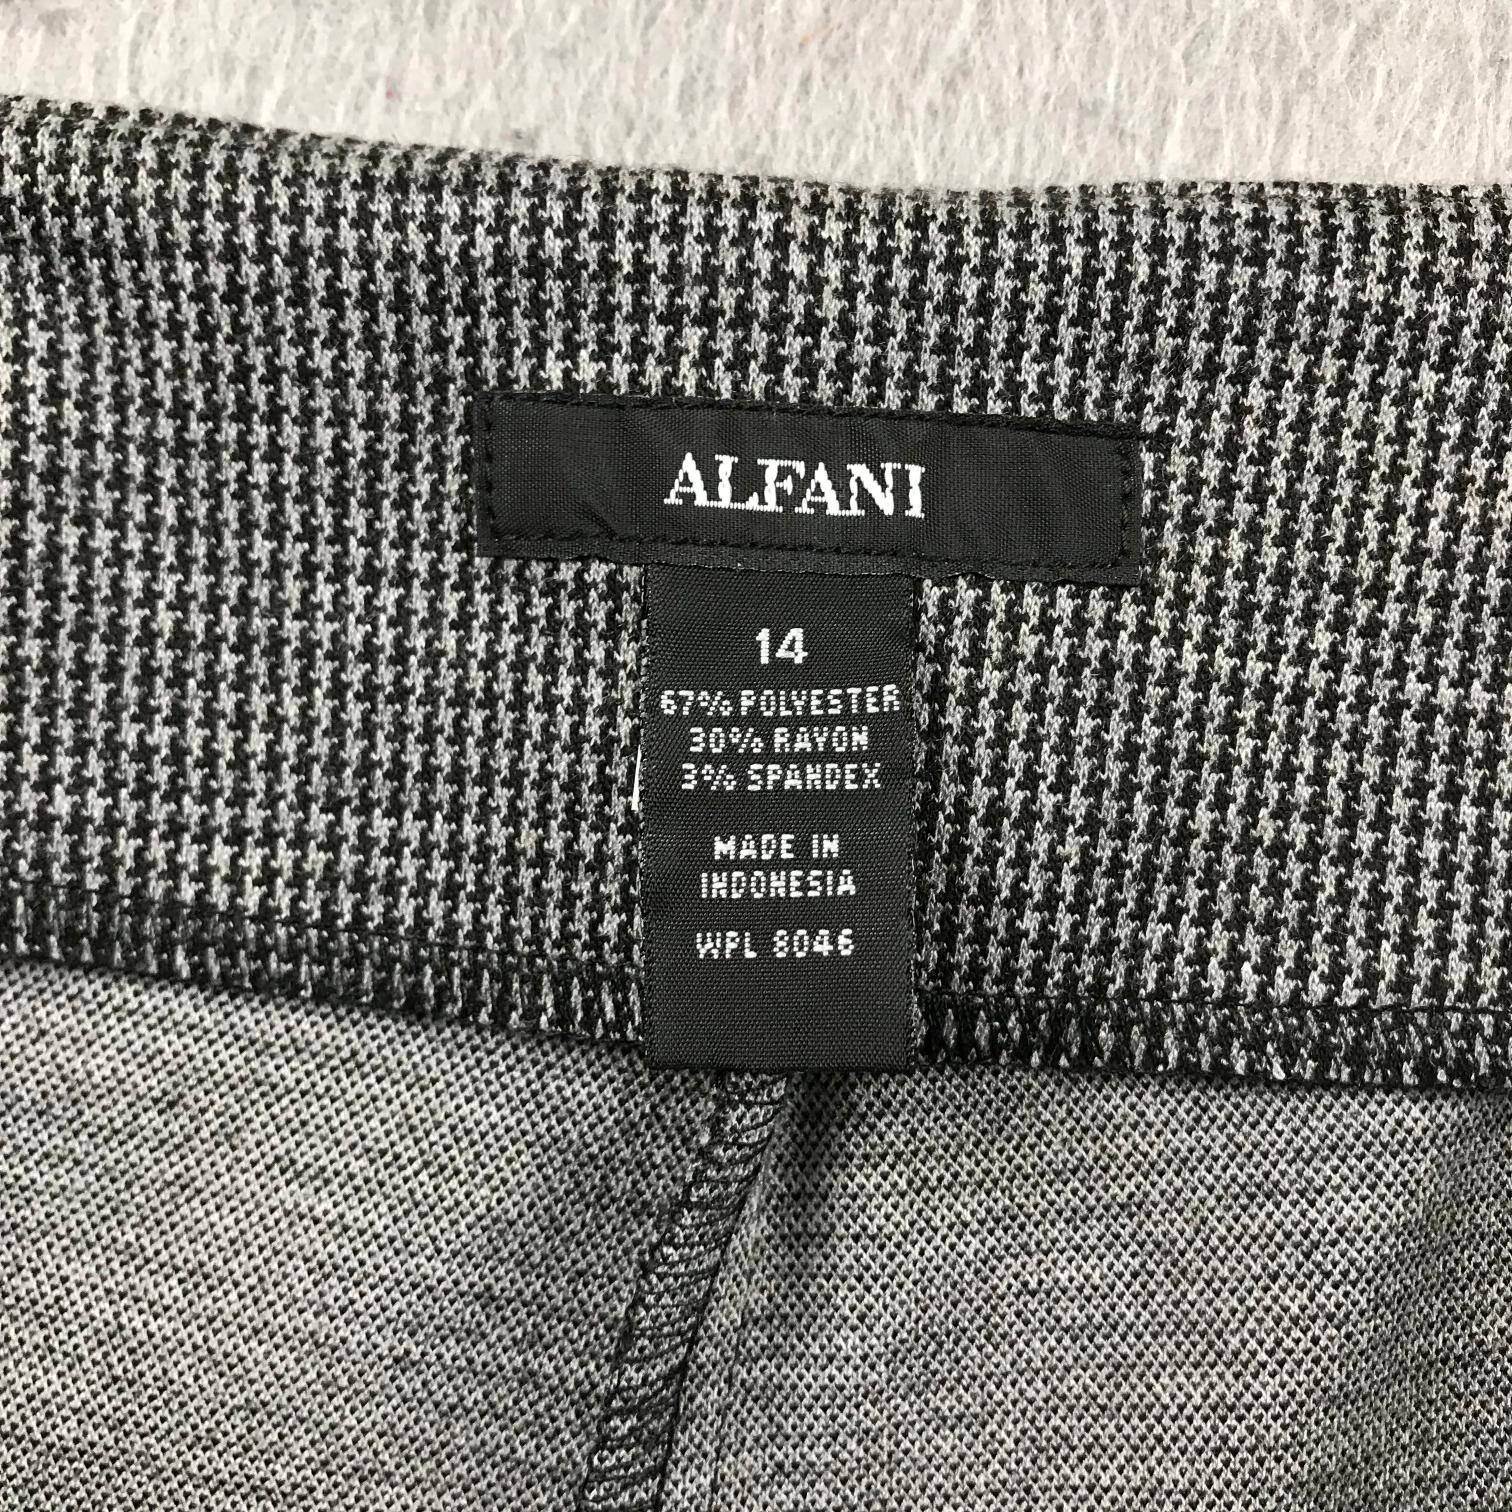 ALFANI
14
67% POLYESTER
30% RAYON
3% SPANDEX
MADE IN
INDONESIA
WPL 8046